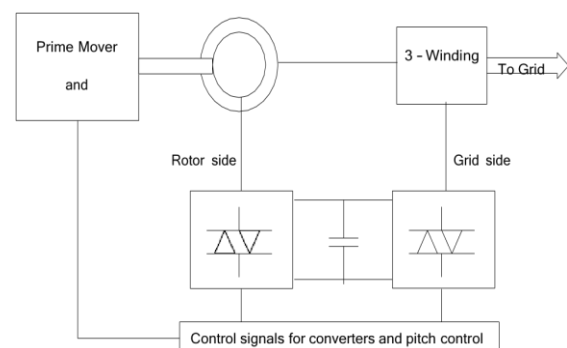 Prime Mover
and
3 - Winding
To Grid
Rotor side
Grid side
Control signals for converters and pitch control